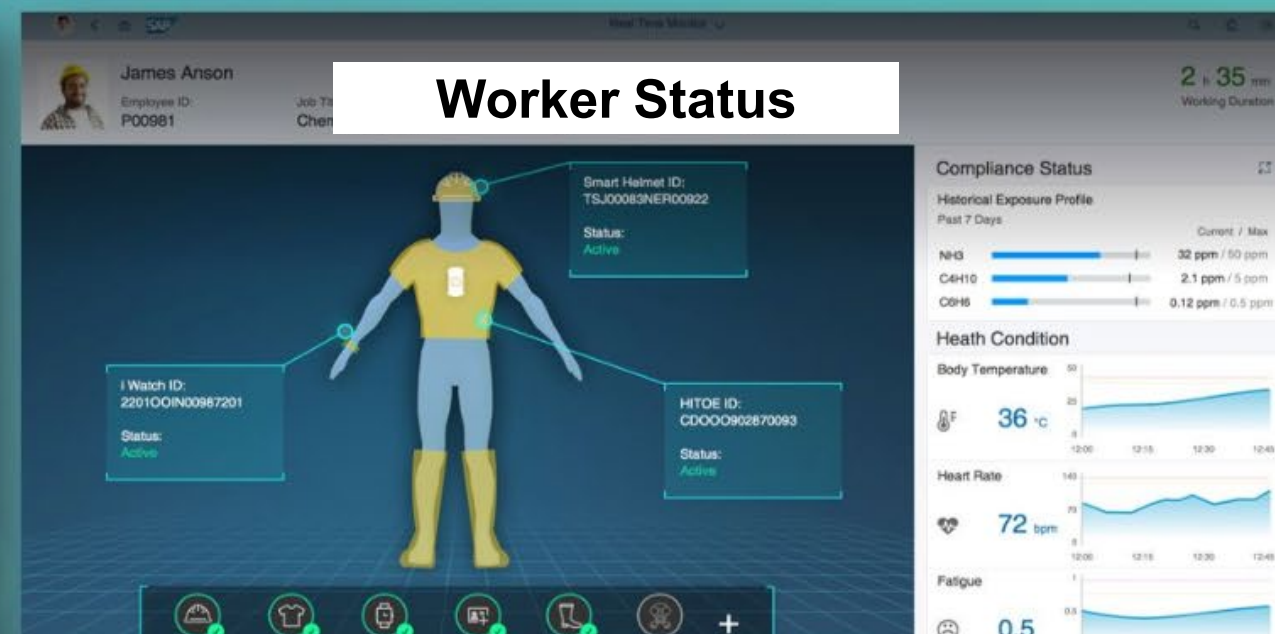 SAP
Real Time Monitor
James Anson
Employee ID:
P00981
Job Tit
Chem
Worker Status
2 h 35 min
Working Duration
Smart Helmet ID:
TSJ00083NER00922
Status:
Active
i Watch ID:
2201OOIN00987201
Status:
Active
HITOE ID:
CDOOO902870093
Status:
Active
Compliance Status
Historical Exposure Profile
Past 7 Days
Current / Max
NH3 32 ppm / 50 ppm
C4H10 2.1 ppm / 5 ppm
C6H6 0.12 ppm / 0.5 ppm
Heath Condition
Body Temperature
50
25
0
F 36 °C
12:00 12:15 12:30 12:45
Heart Rate
140
70
0
72 bpm
12:00 12:15 12:30 12:45
Fatigue
1
0.5
0.5